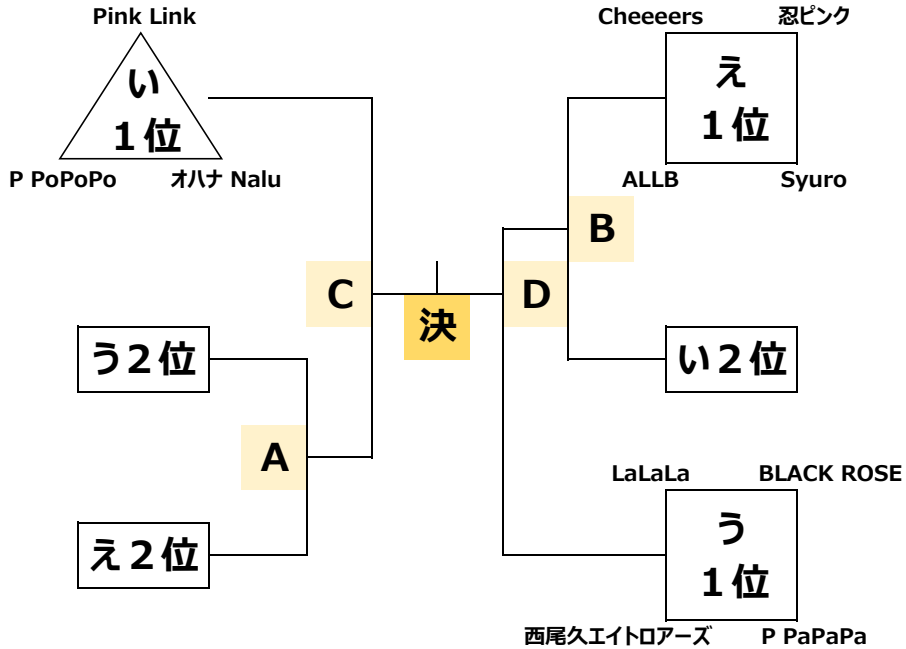 Pink Link
い
１位
P PoPoPo
オハナ Nalu
Cheeeers
忍ピンク
え
１位
ALLB
Syuro
B
C
D
決
う２位
い２位
A
え２位
LaLaLa
BLACK ROSE
う
１位
西尾久エイトロアーズ
P PaPaPa